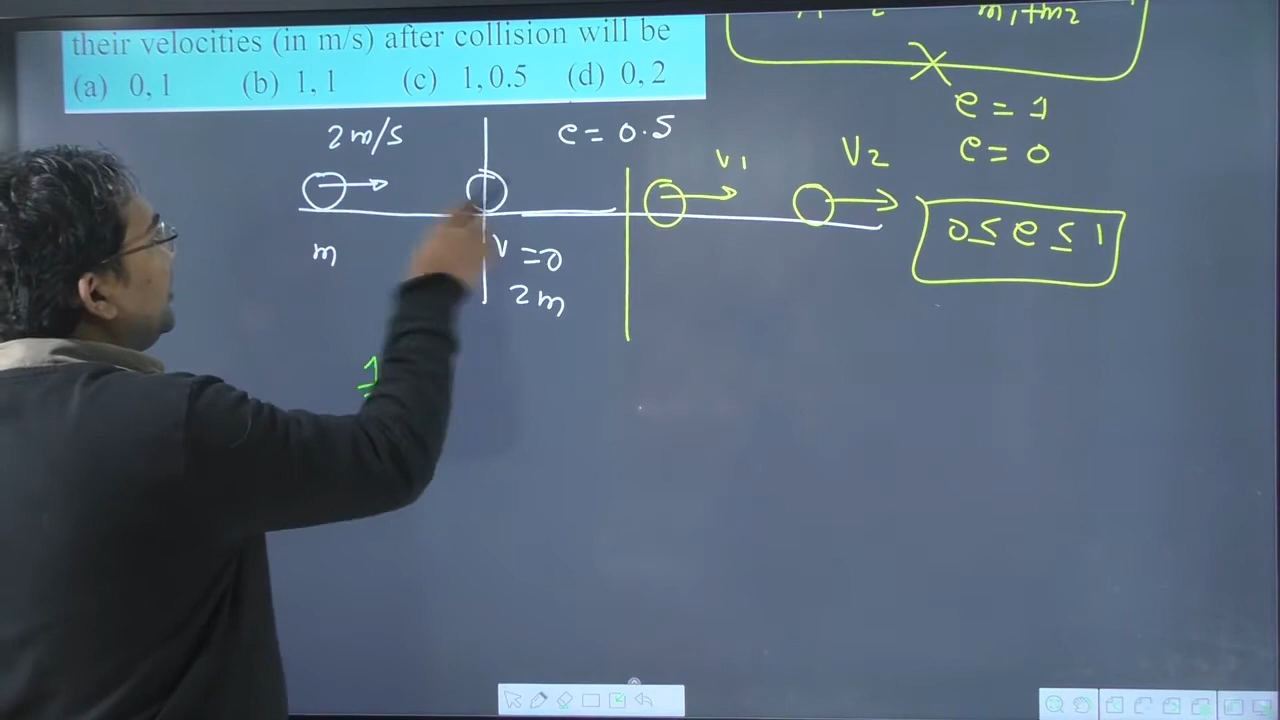 their velocities (in m/s) after collision will be
(a) 0, 1 (b) 1, 1 (c) 1, 0.5 (d) 0, 2
m₁+m₂
e = 1
e = 0
0 ≤ e ≤ 1
2 m/s
e = 0.5
V₁
V₂
m
v = 0
2 m